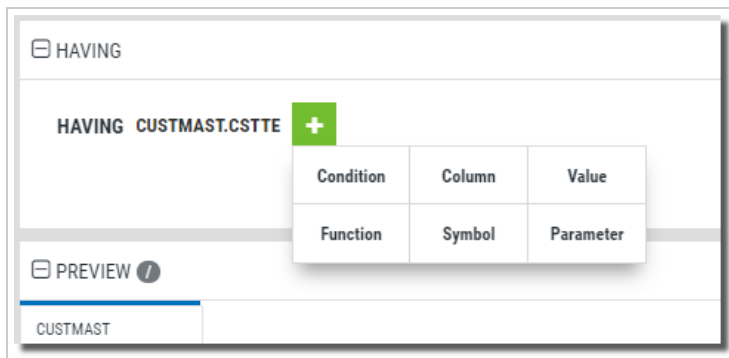 HAVING
HAVING CUSTMAST.CSTTE +
Condition Column Value
Function Symbol Parameter
PREVIEW i
CUSTMAST